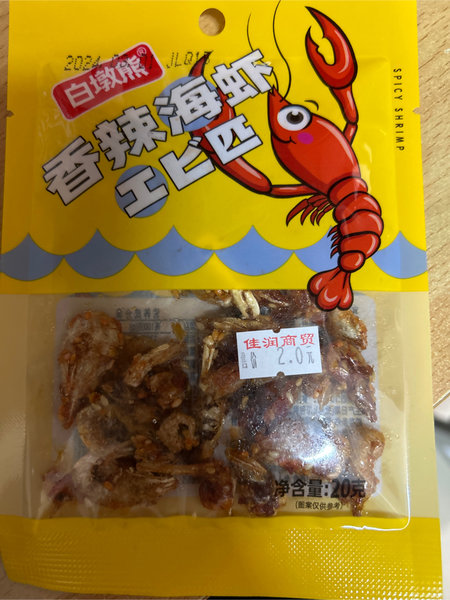 白墩熊
香辣海虾
エビ匹
SPICY SHRIMP
佳润商贸
2.0元
净含量:20克
(图案仅供参考)